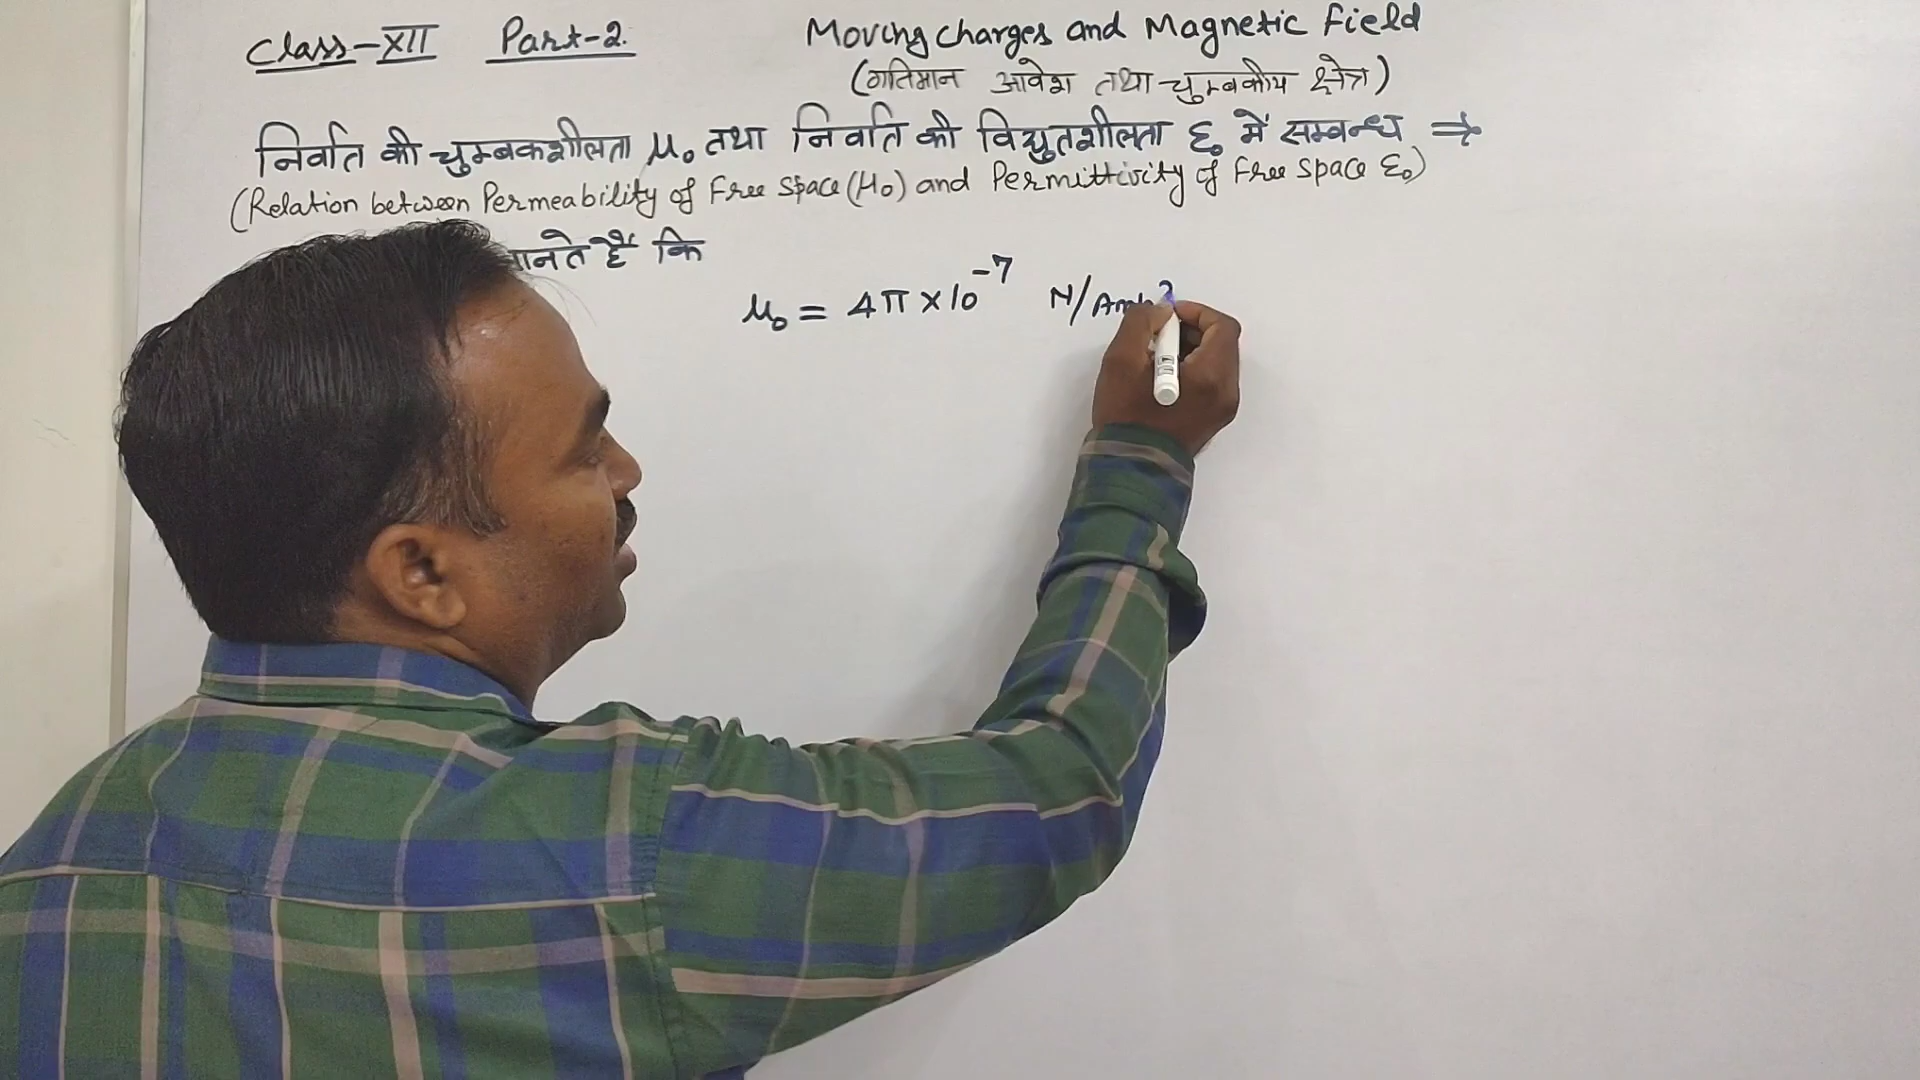 Class-XII Part-2. Moving charges and Magnetic field
(गतिमान आवेश तथा चुम्बकीय क्षेत्र)
निर्वात की चुम्बकशीलता μ₀ तथा निर्वात की विद्युतशीलता ε₀ में सम्बन्ध ⇒
(Relation between Permeability of free space (μ₀) and Permittivity of free space ε₀)
है कि
μ₀ = 4π × 10⁻⁷ N/